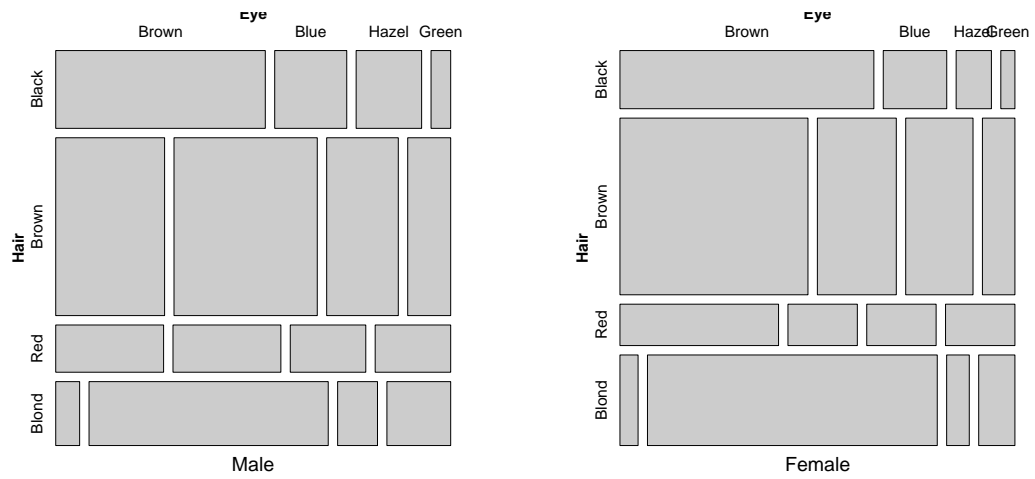 Eye
Brown Blue Hazel Green
Black
Brown
Red
Blond
Hair
Male
Eye
Brown Blue Hazel Green
Black
Brown
Red
Blond
Hair
Female